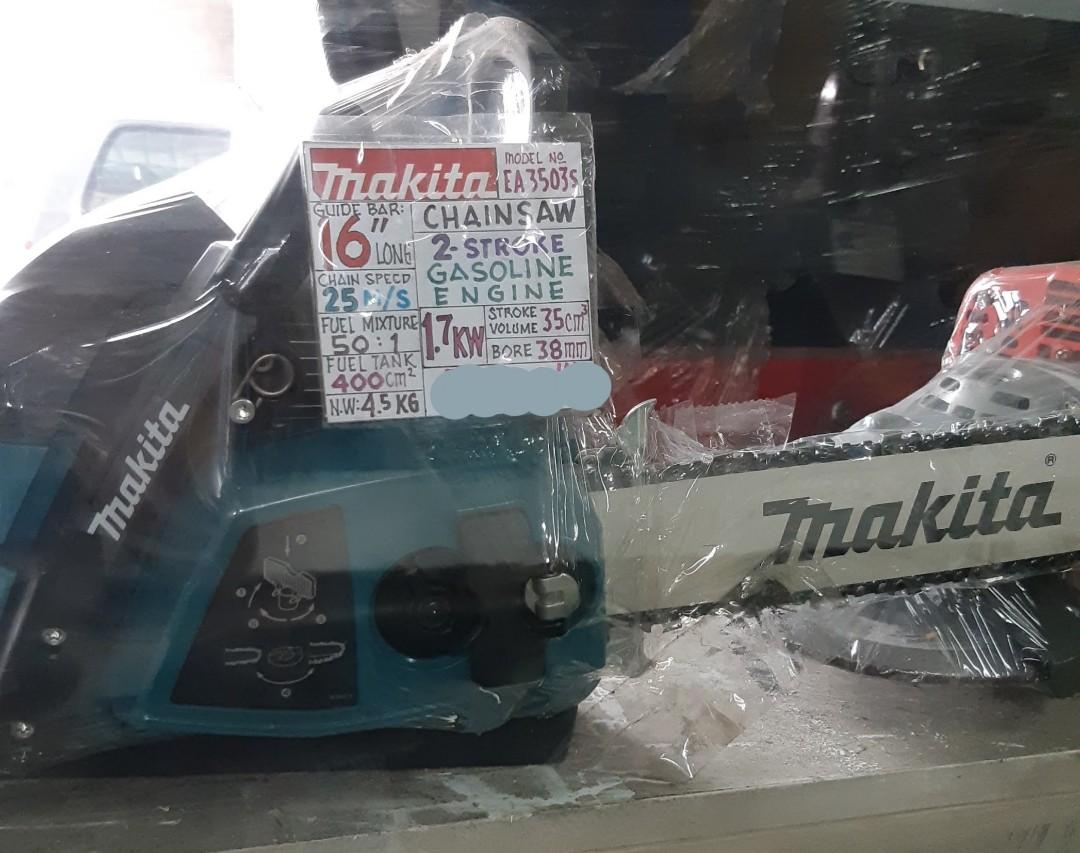 Makita
MODEL NO
EA3503S
GUIDE BAR:
16"
LONG
CHAINSAW
2-STROKE
GASOLINE
ENGINE
CHAIN SPEED
25 M/S
FUEL MIXTURE
50:1
FUEL TANK
400cm²
N.W: 4.5 KG
1.7KW
STROKE
VOLUME 35cm³
BORE 38mm
Makita
Makita®